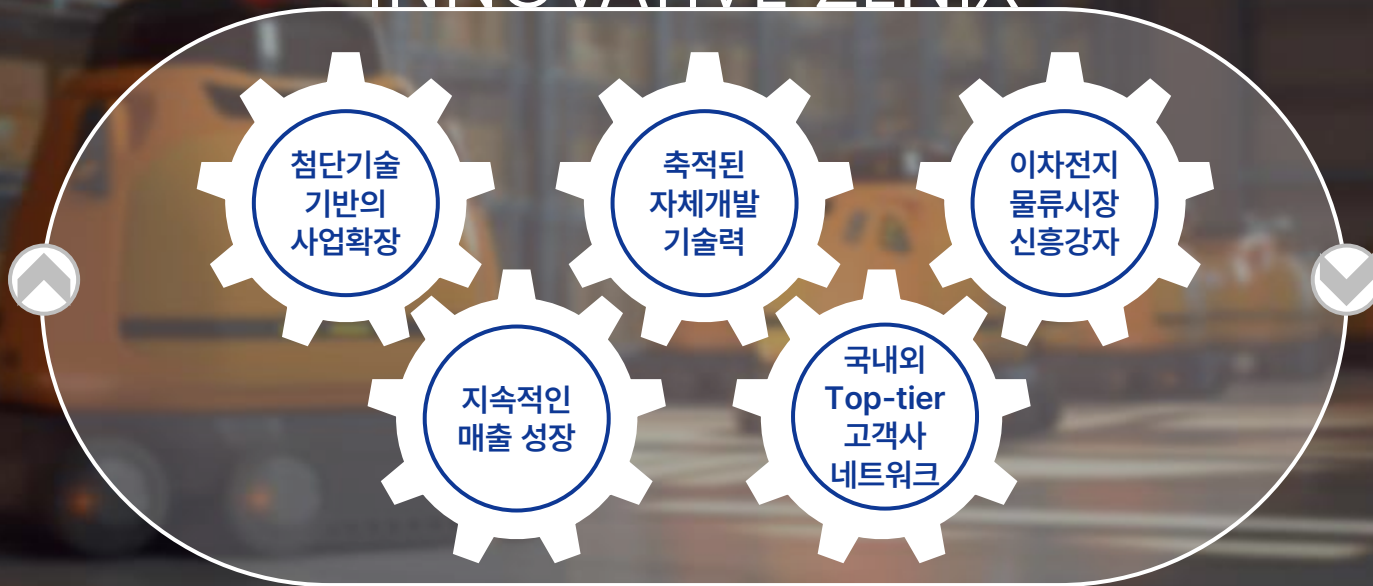 INNOVATIVE ZENIX
첨단기술
기반의
사업확장
축적된
자체개발
기술력
이차전지
물류시장
신흥강자
지속적인
매출 성장
국내외
Top-tier
고객사
네트워크